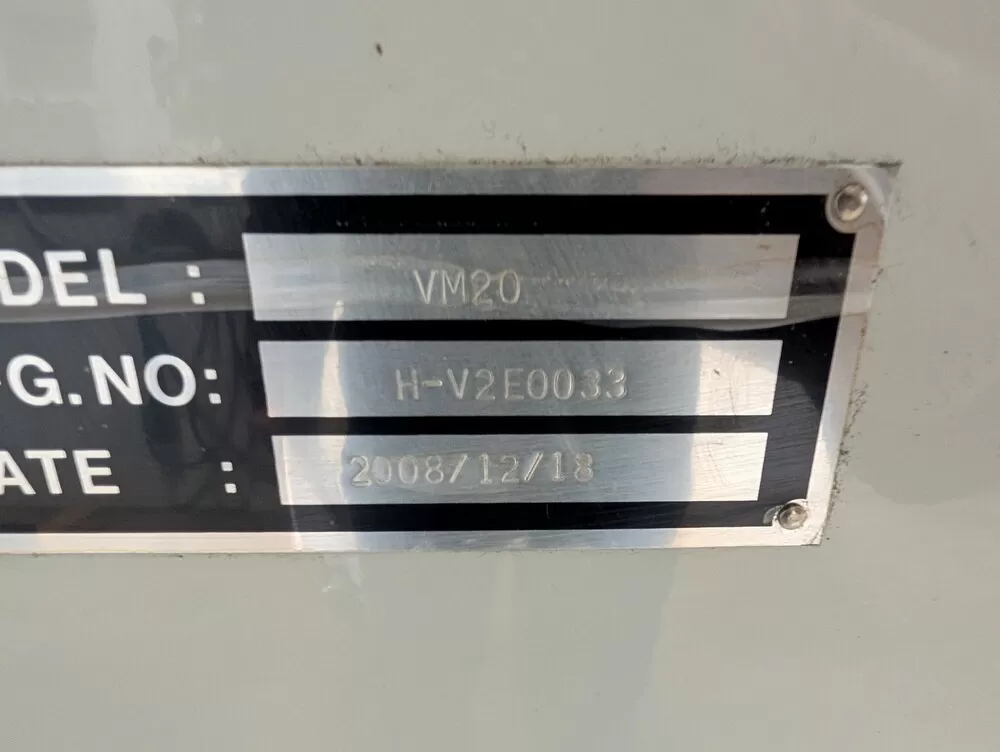 DEL : VM20
G.NO: H-V2E0033
ATE : 2008/12/18